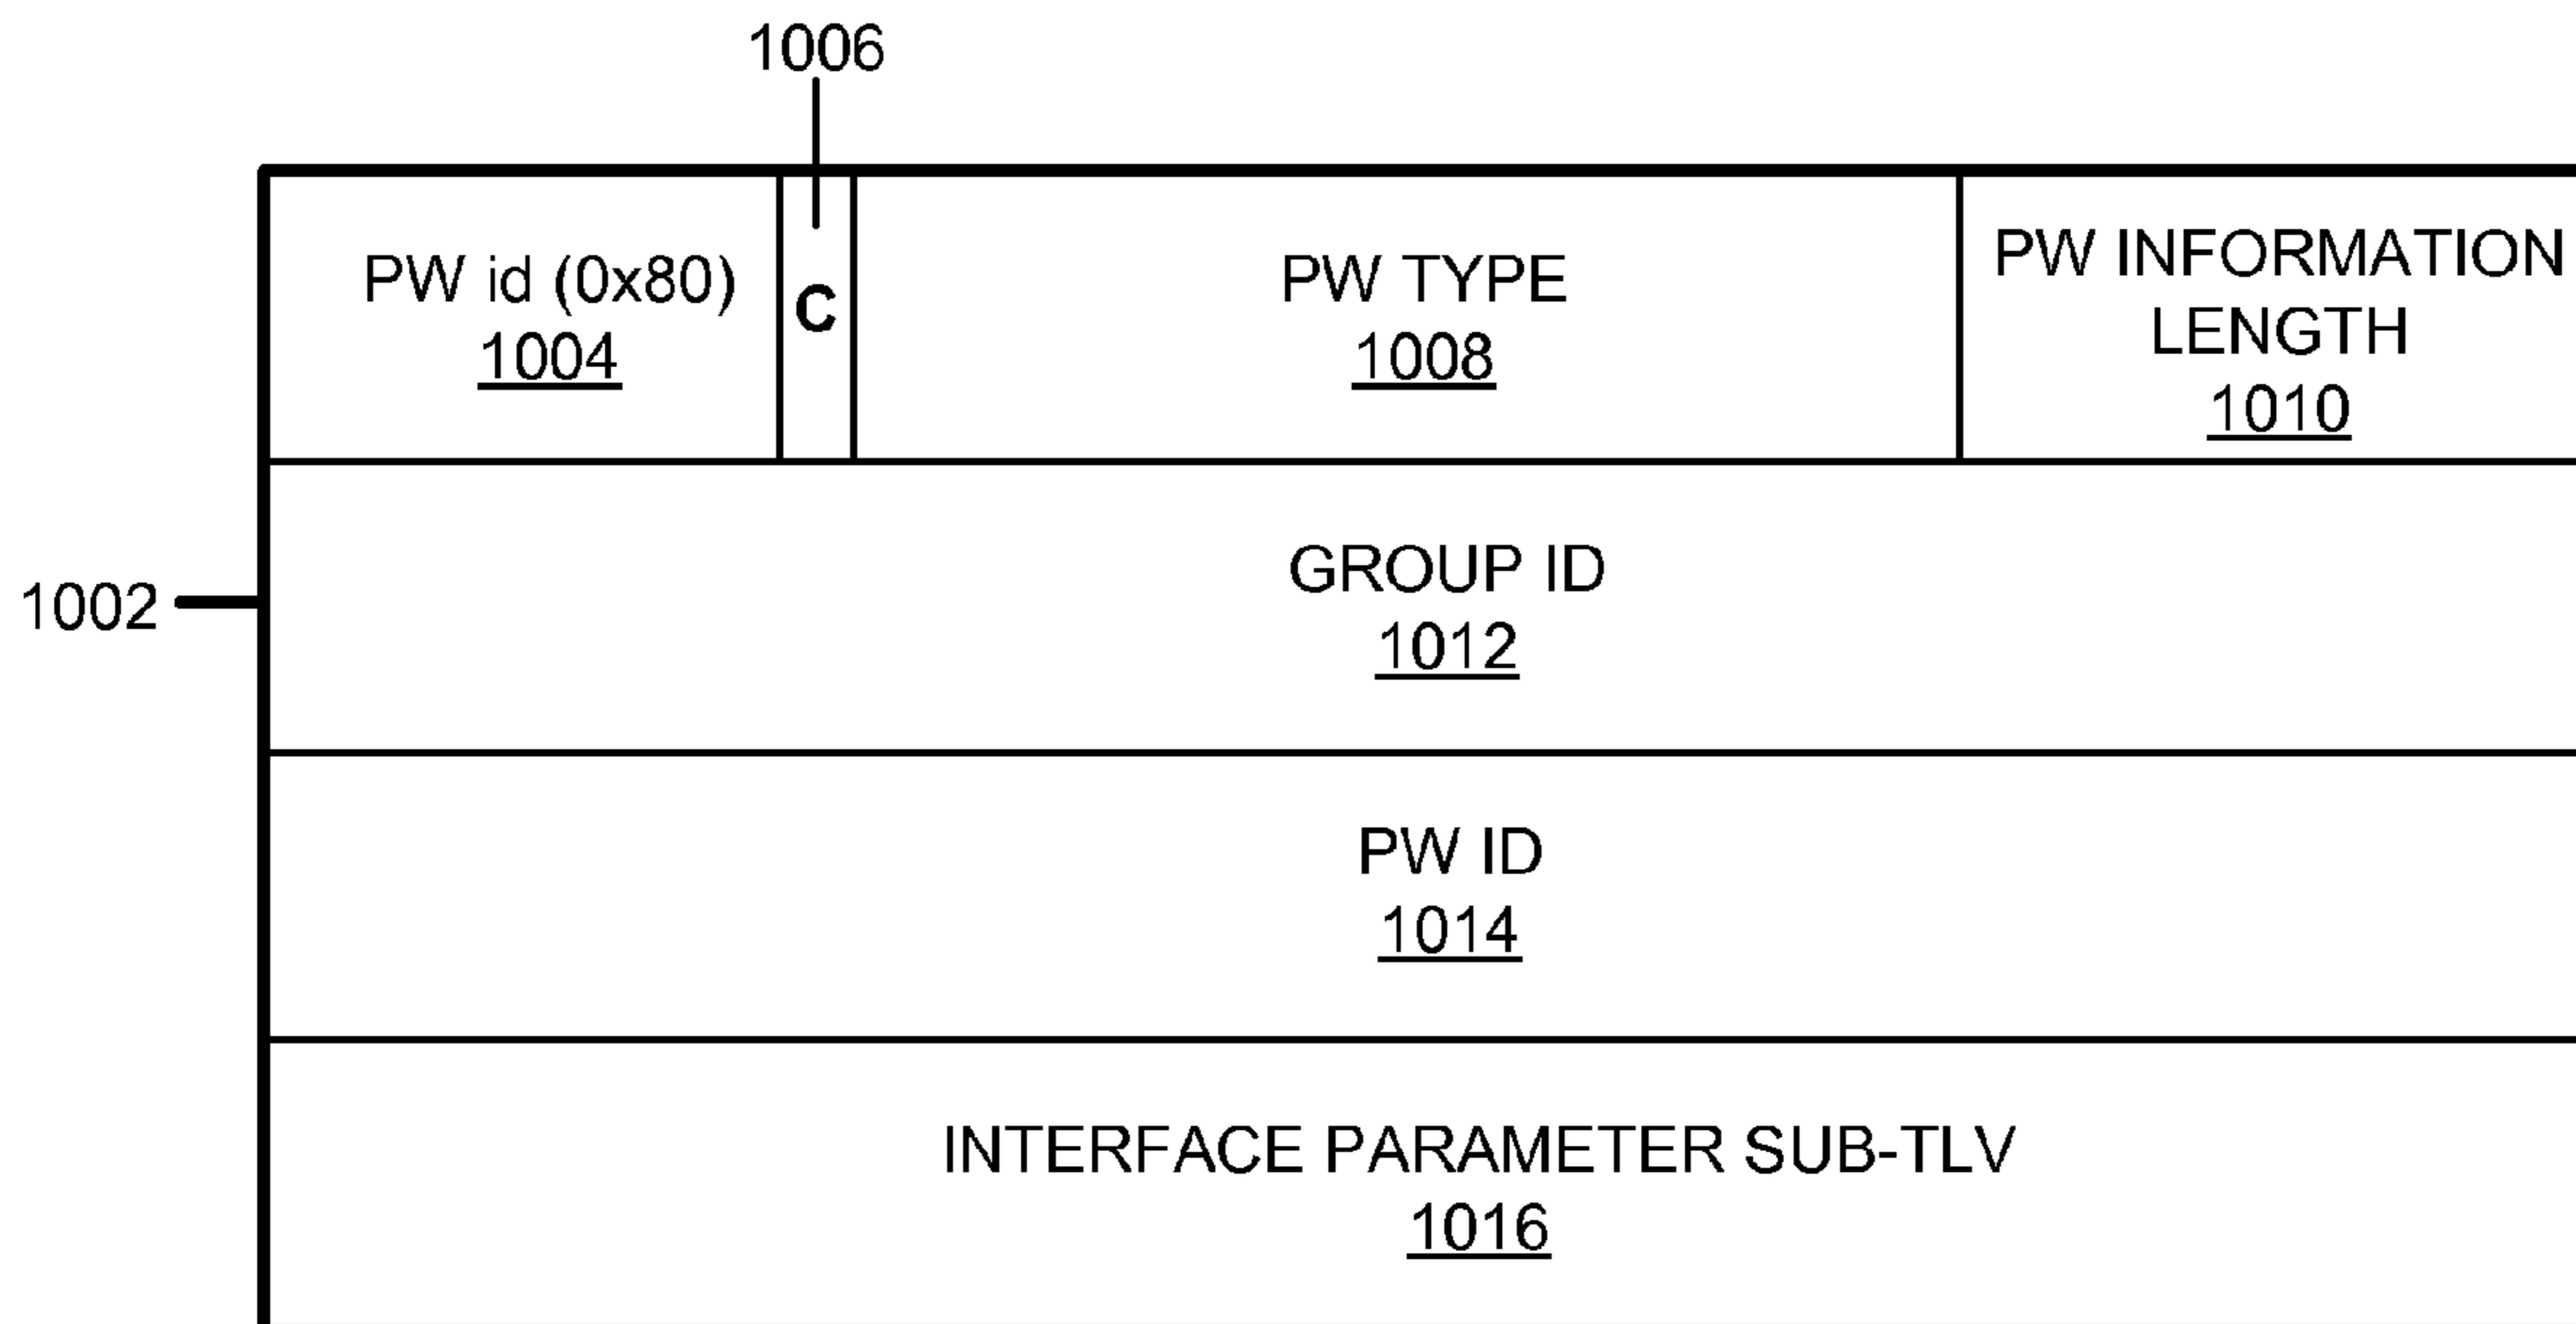 1006
PW id (0x80)
1004
C
PW TYPE
1008
PW INFORMATION
LENGTH
1010
GROUP ID
1012
1002
PW ID
1014
INTERFACE PARAMETER SUB-TLV
1016